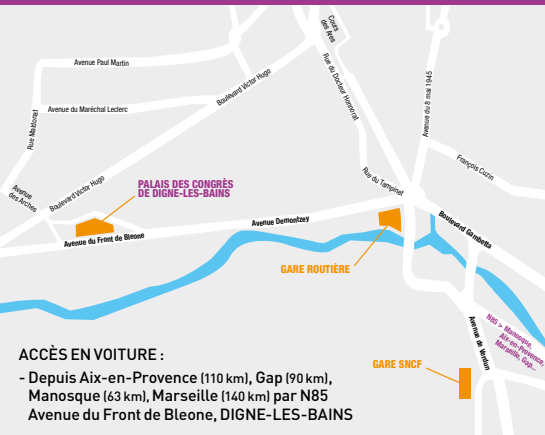 Cours
des Ares
Avenue Paul Martin
Boulevard Victor Hugo
Rue du Docteur Honnorat
Avenue du 8 mai 1945
Avenue du Maréchal Leclerc
Rue Maldonat
François Cuzin
Rue du Tampinet
Avenue
des Arches
Boulevard Victor Hugo
PALAIS DES CONGRÈS
DE DIGNE-LES-BAINS
Avenue Demontzey
Boulevard Gambetta
Avenue du Front de Bleone
GARE ROUTIÈRE
N85 > Manosque,
Aix-en-Provence,
Marseille, Gap...
Avenue de Verdun
GARE SNCF
ACCÈS EN VOITURE :
- Depuis Aix-en-Provence (110 km), Gap (90 km),
Manosque (63 km), Marseille (140 km) par N85
Avenue du Front de Bleone, DIGNE-LES-BAINS